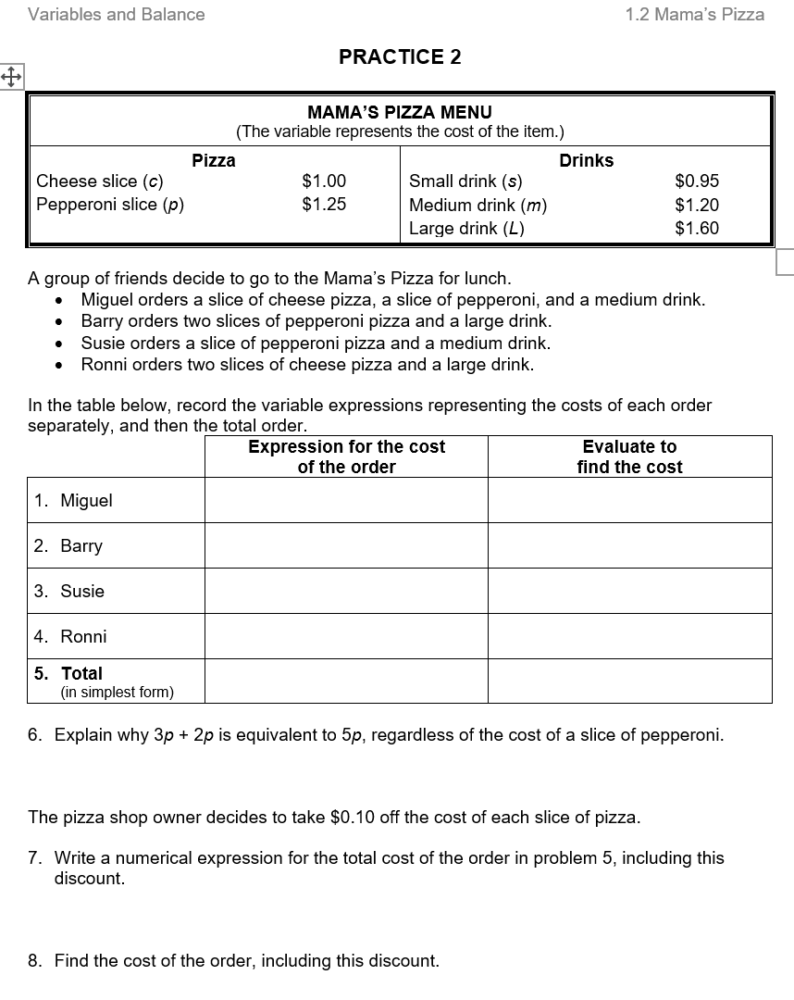 Variables and Balance 1.2 Mama’s Pizza
PRACTICE 2
MAMA’S PIZZA MENU
(The variable represents the cost of the item.)
Pizza
Cheese slice (c) $1.00
Pepperoni slice (p) $1.25
Drinks
Small drink (s) $0.95
Medium drink (m) $1.20
Large drink (L) $1.60
A group of friends decide to go to the Mama’s Pizza for lunch.
• Miguel orders a slice of cheese pizza, a slice of pepperoni, and a medium drink.
• Barry orders two slices of pepperoni pizza and a large drink.
• Susie orders a slice of pepperoni pizza and a medium drink.
• Ronni orders two slices of cheese pizza and a large drink.
In the table below, record the variable expressions representing the costs of each order
separately, and then the total order.
Expression for the cost
of the order
Evaluate to
find the cost
1. Miguel
2. Barry
3. Susie
4. Ronni
5. Total
(in simplest form)
6. Explain why 3p + 2p is equivalent to 5p, regardless of the cost of a slice of pepperoni.
The pizza shop owner decides to take $0.10 off the cost of each slice of pizza.
7. Write a numerical expression for the total cost of the order in problem 5, including this
discount.
8. Find the cost of the order, including this discount.